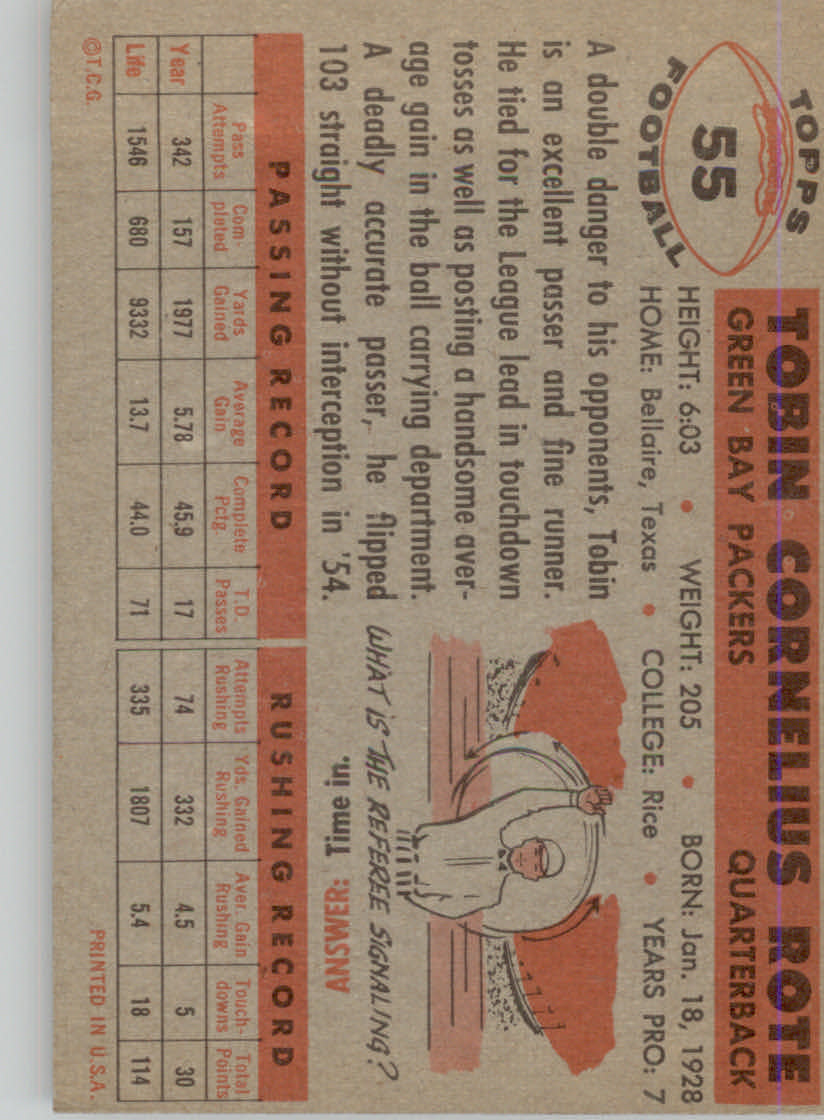 TOPPS
55
FOOTBALL
TOBIN CORNELIUS ROTE
GREEN BAY PACKERS QUARTERBACK
HEIGHT: 6:03 • WEIGHT: 205 • BORN: Jan. 18, 1928
HOME: Bellaire, Texas • COLLEGE: Rice • YEARS PRO: 7
A double danger to his opponents, Tobin
is an excellent passer and fine runner.
He tied for the League lead in touchdown
tosses as well as posting a handsome aver-
age gain in the ball carrying department.
A deadly accurate passer, he flipped
103 straight without interception in '54.
WHAT IS THE REFEREE SIGNALING?
ANSWER: Time in.
PASSING RECORD RUSHING RECORD
Pass Attempts Com-pleted Yards Gained Average Gain Complete Pctg. T.D. Passes Attempts Rushing Yds. Gained Rushing Aver. Gain Rushing Touch-downs Total Points
Year 342 157 1977 5.78 45.9 17 74 332 4.5 5 30
Life 1546 680 9332 13.7 44.0 71 335 1807 5.4 18 114
©T.C.G. PRINTED IN U.S.A.